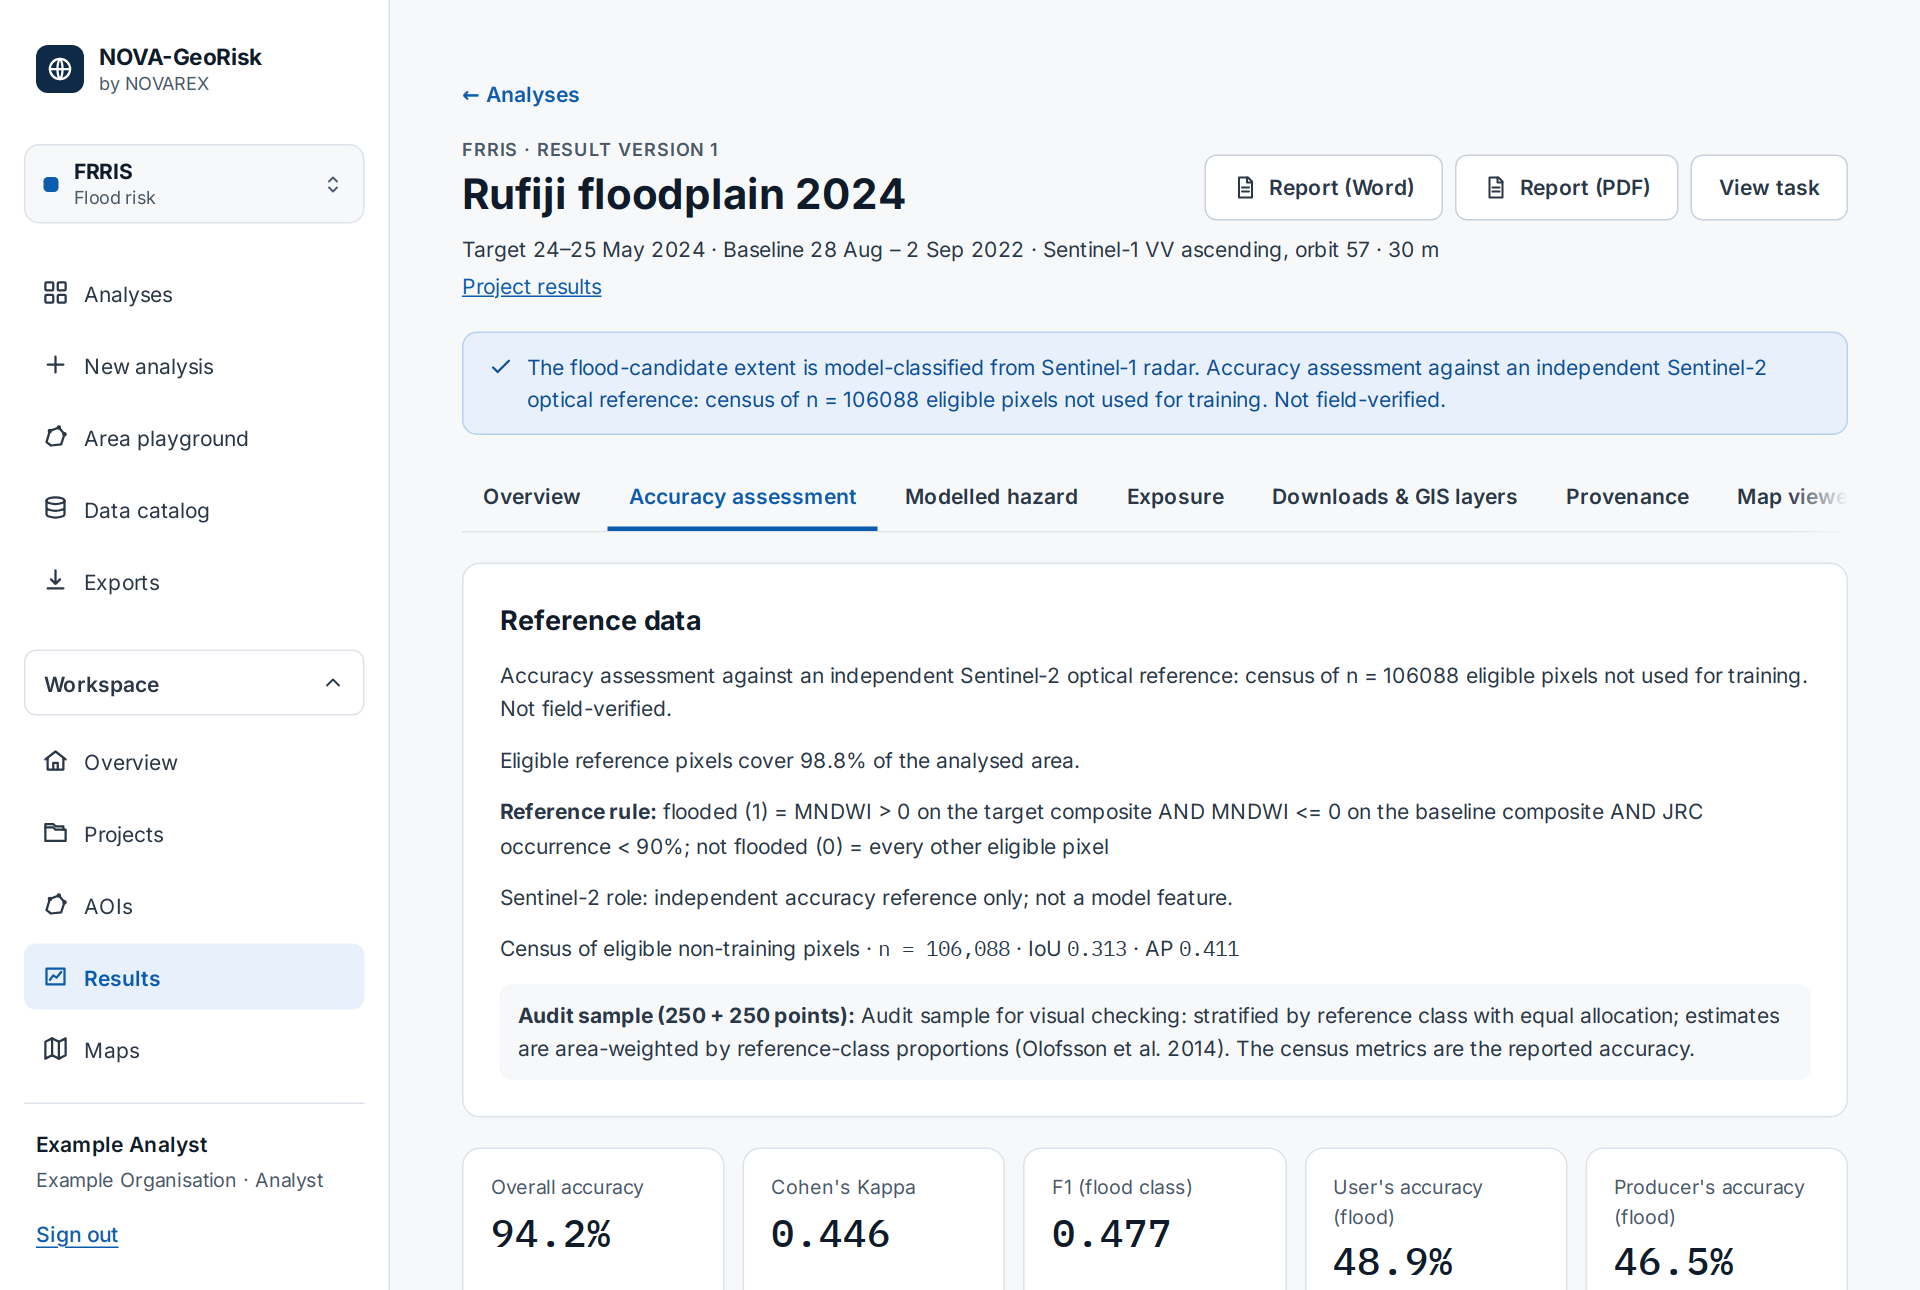 NOVA-GeoRisk
by NOVAREX
FRRIS
Flood risk
Analyses
New analysis
Area playground
Data catalog
Exports
Workspace
Overview
Projects
AOIs
Results
Maps
Example Analyst
Example Organisation · Analyst
Sign out
← Analyses
FRRIS · RESULT VERSION 1
Rufiji floodplain 2024
Report (Word)
Report (PDF)
View task
Target 24–25 May 2024 · Baseline 28 Aug – 2 Sep 2022 · Sentinel-1 VV ascending, orbit 57 · 30 m
Project results
The flood-candidate extent is model-classified from Sentinel-1 radar. Accuracy assessment against an independent Sentinel-2
optical reference: census of n = 106088 eligible pixels not used for training. Not field-verified.
Overview
Accuracy assessment
Modelled hazard
Exposure
Downloads & GIS layers
Provenance
Map viewe
Reference data
Accuracy assessment against an independent Sentinel-2 optical reference: census of n = 106088 eligible pixels not used for training.
Not field-verified.
Eligible reference pixels cover 98.8% of the analysed area.
Reference rule: flooded (1) = MNDWI > 0 on the target composite AND MNDWI <= 0 on the baseline composite AND JRC
occurrence < 90%; not flooded (0) = every other eligible pixel
Sentinel-2 role: independent accuracy reference only; not a model feature.
Census of eligible non-training pixels · n = 106,088 · IoU 0.313 · AP 0.411
Audit sample (250 + 250 points): Audit sample for visual checking: stratified by reference class with equal allocation; estimates
are area-weighted by reference-class proportions (Olofsson et al. 2014). The census metrics are the reported accuracy.
Overall accuracy
94.2%
Cohen's Kappa
0.446
F1 (flood class)
0.477
User's accuracy
(flood)
48.9%
Producer's accuracy
(flood)
46.5%